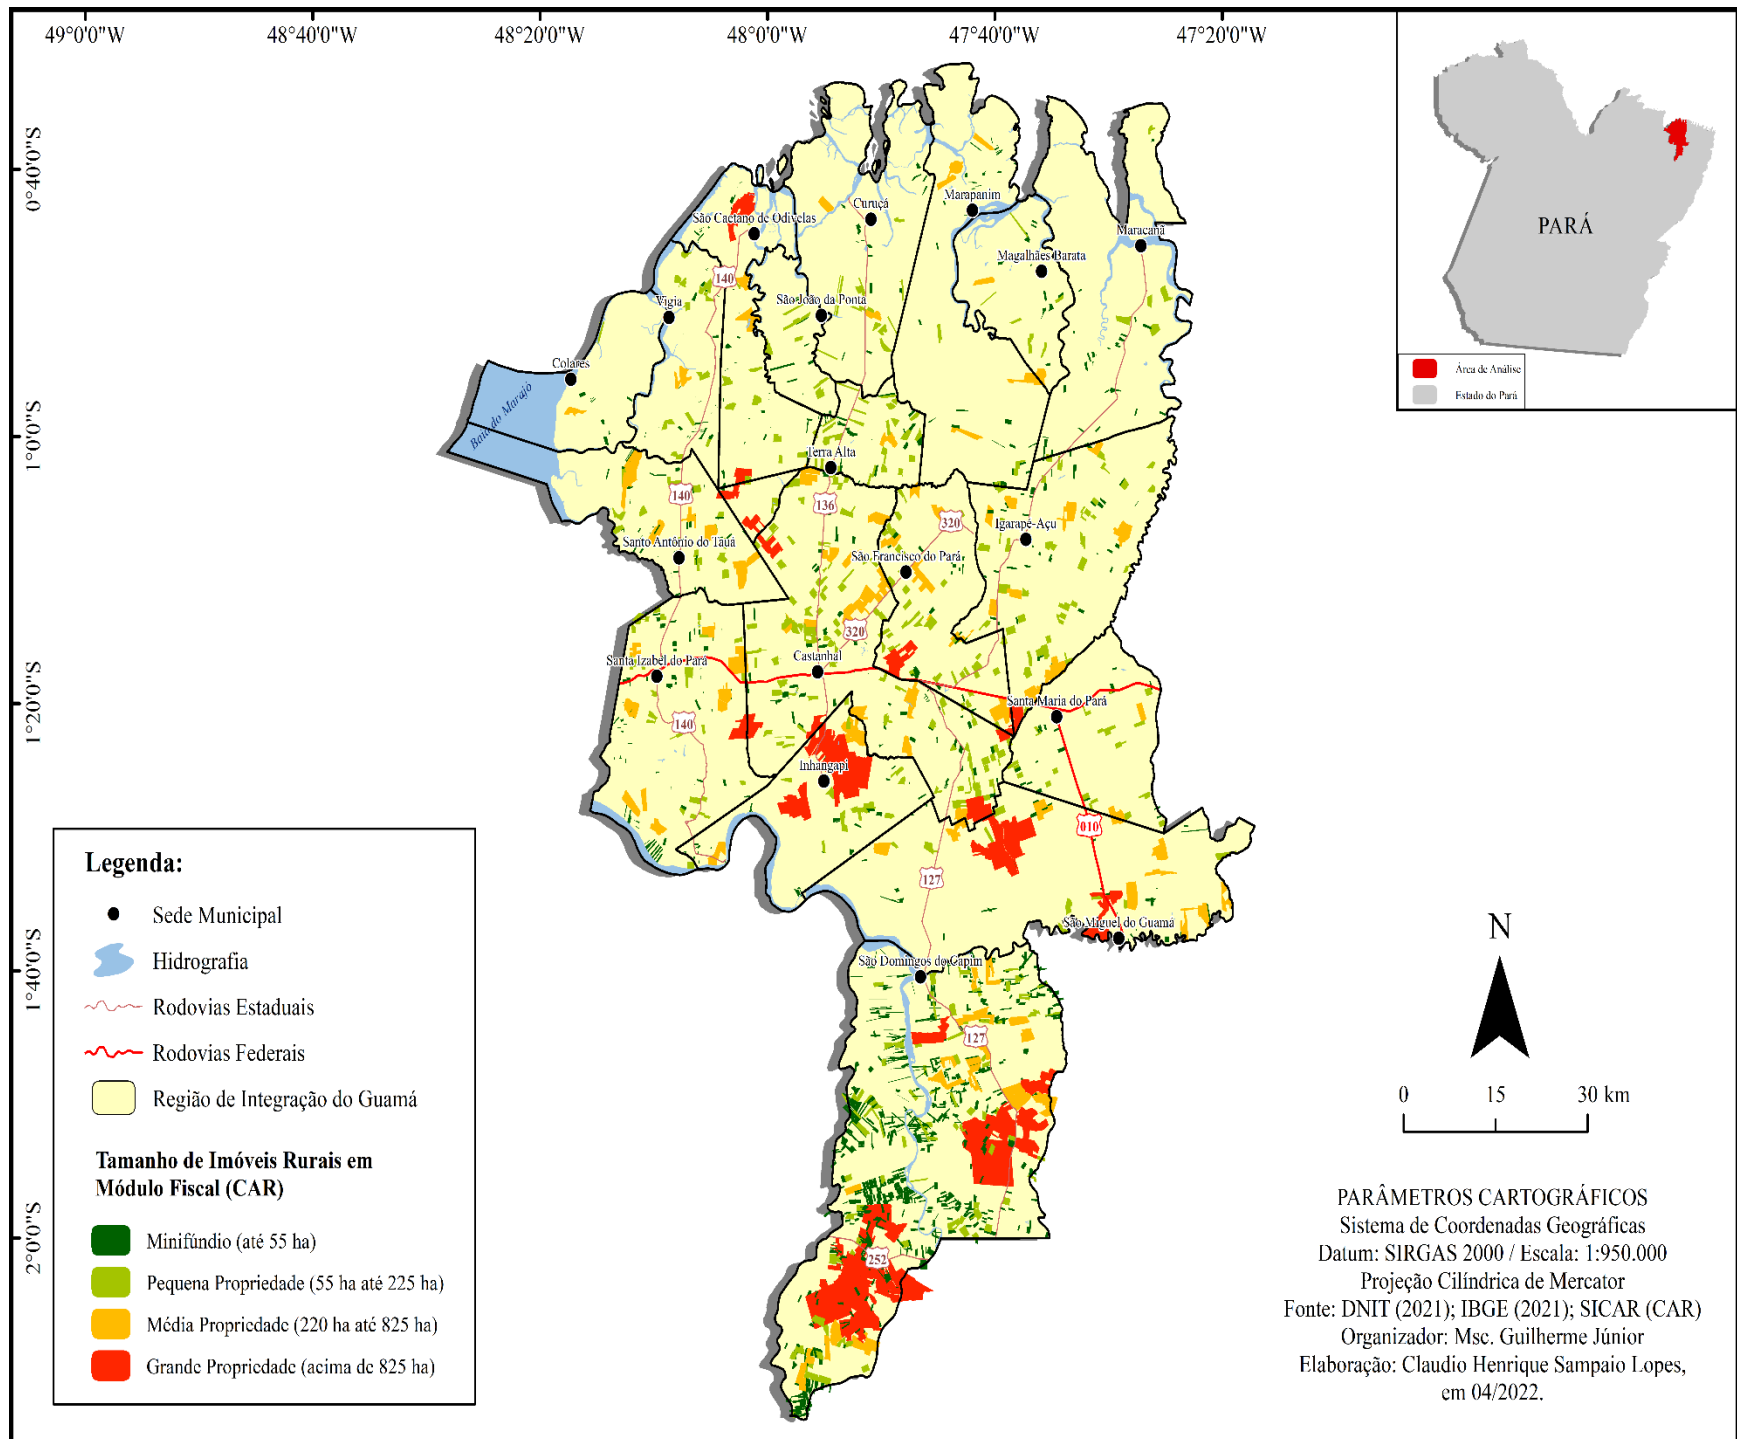 49°0'0"W
48°40'0"W
48°20'0"W
48°0'0"W
47°40'0"W
47°20'0"W
0°40'0"S
1°0'0"S
1°20'0"S
1°40'0"S
2°0'0"S
PARÁ
Área de Análise
Estado do Pará
Marapanim
Curuçá
São Caetano de Odivelas
Maracanã
Magalhães Barata
140
Vigia
São João da Ponta
Colares
Baía do Marajó
Terra Alta
140
136
320
Igarapé-Açu
Santo Antônio do Tauá
São Francisco do Pará
320
Castanhal
Santa Izabel do Pará
Santa Maria do Pará
140
Inhangapi
010
127
São Miguel do Guamá
São Domingos do Capim
127
252
Legenda:
Sede Municipal
Hidrografia
Rodovias Estaduais
Rodovias Federais
Região de Integração do Guamá
Tamanho de Imóveis Rurais em
Módulo Fiscal (CAR)
Minifúndio (até 55 ha)
Pequena Propriedade (55 ha até 225 ha)
Média Propriedade (220 ha até 825 ha)
Grande Propriedade (acima de 825 ha)
N
0 15 30 km
PARÂMETROS CARTOGRÁFICOS
Sistema de Coordenadas Geográficas
Datum: SIRGAS 2000 / Escala: 1:950.000
Projeção Cilíndrica de Mercator
Fonte: DNIT (2021); IBGE (2021); SICAR (CAR)
Organizador: Msc. Guilherme Júnior
Elaboração: Claudio Henrique Sampaio Lopes,
em 04/2022.